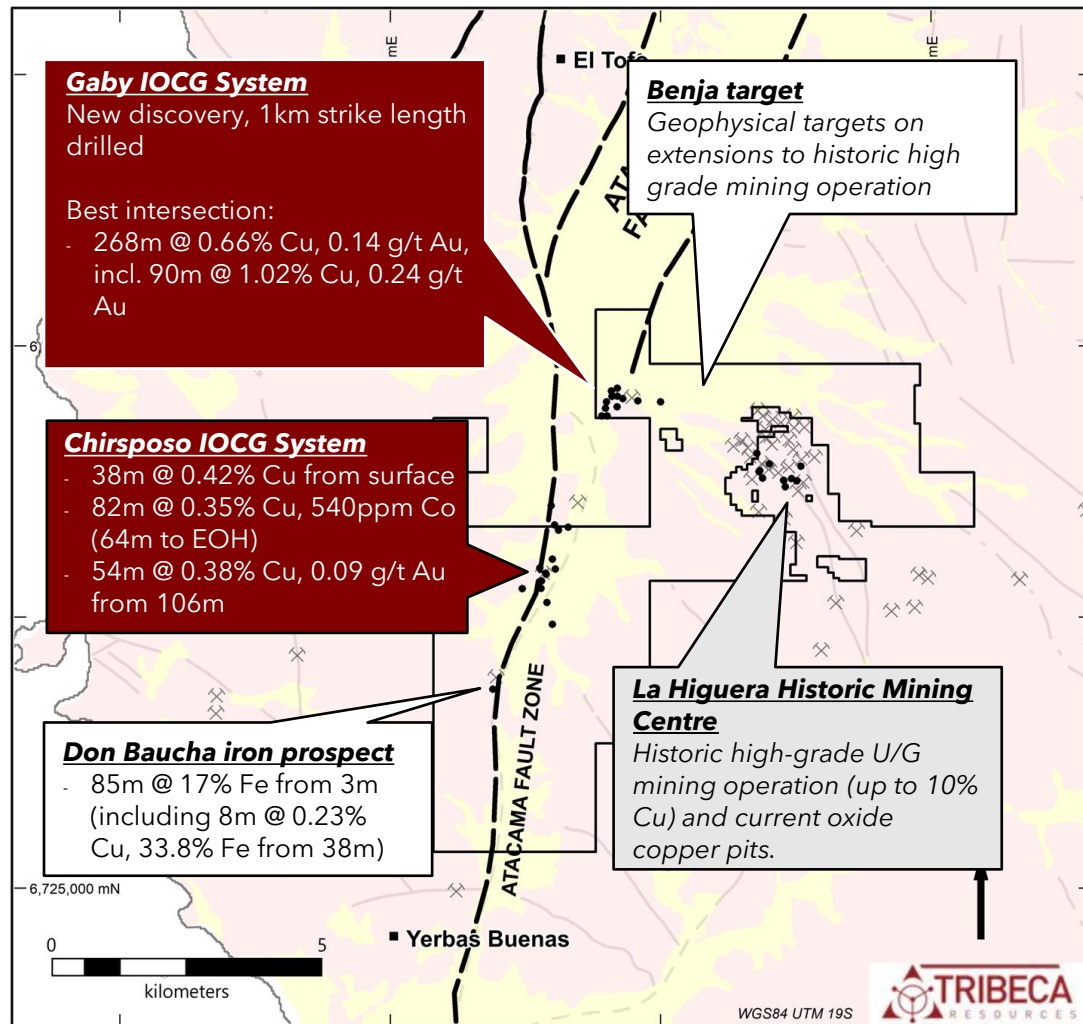 mE
mE
El Tofo
Gaby IOCG System
New discovery, 1km strike length
drilled
Best intersection:
- 268m @ 0.66% Cu, 0.14 g/t Au,
incl. 90m @ 1.02% Cu, 0.24 g/t
Au
Benja target
Geophysical targets on
extensions to historic high
grade mining operation
Chirsposo IOCG System
- 38m @ 0.42% Cu from surface
- 82m @ 0.35% Cu, 540ppm Co
(64m to EOH)
- 54m @ 0.38% Cu, 0.09 g/t Au
from 106m
Don Baucha iron prospect
- 85m @ 17% Fe from 3m
(including 8m @ 0.23%
Cu, 33.8% Fe from 38m)
ATACAMA FAULT ZONE
La Higuera Historic Mining
Centre
Historic high-grade U/G
mining operation (up to 10%
Cu) and current oxide
copper pits.
6,725,000 mN
Yerbas Buenas
0 5
kilometers
WGS84 UTM 19S
TRIBECA
RESOURCES